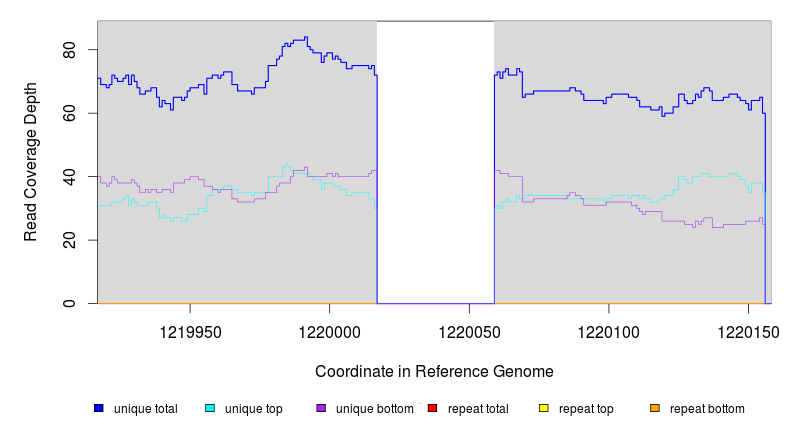 Read Coverage Depth
80
60
40
20
0
1219950 1220000 1220050 1220100 1220150
Coordinate in Reference Genome
unique total unique top unique bottom repeat total repeat top repeat bottom